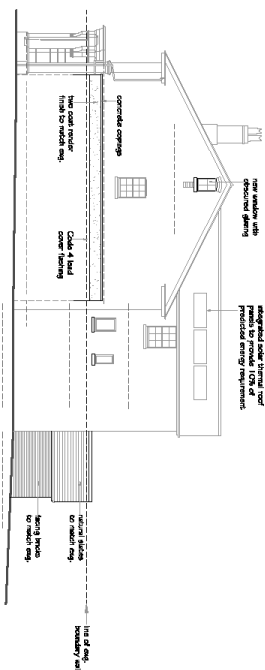 new window with
obscured glazing
integrated solar thermal roof
panels to provide 10% of
predicted energy requirement.
concrete copings
two coat render
finish to match exg.
Code 4 lead
cover flashing
natural slates
to match exg.
facing bricks
to match exg.
line of exg.
boundary wall